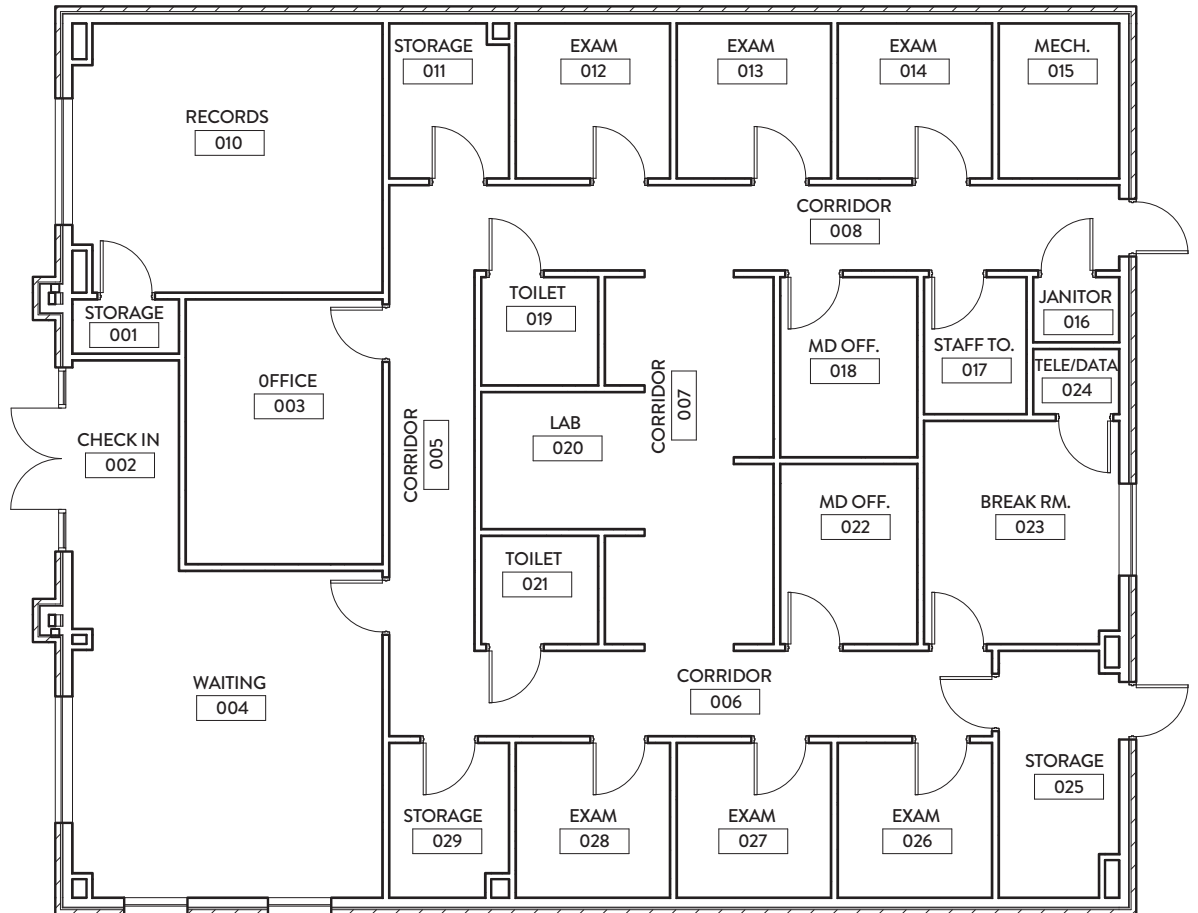 STORAGE
011
EXAM
012
EXAM
013
EXAM
014
MECH.
015
RECORDS
010
CORRIDOR
008
STORAGE
001
TOILET
019
JANITOR
016
0FFICE
003
CORRIDOR
005
CORRIDOR
007
MD OFF.
018
STAFF TO.
017
TELE/DATA
024
CHECK IN
002
LAB
020
MD OFF.
022
BREAK RM.
023
TOILET
021
WAITING
004
CORRIDOR
006
STORAGE
025
STORAGE
029
EXAM
028
EXAM
027
EXAM
026